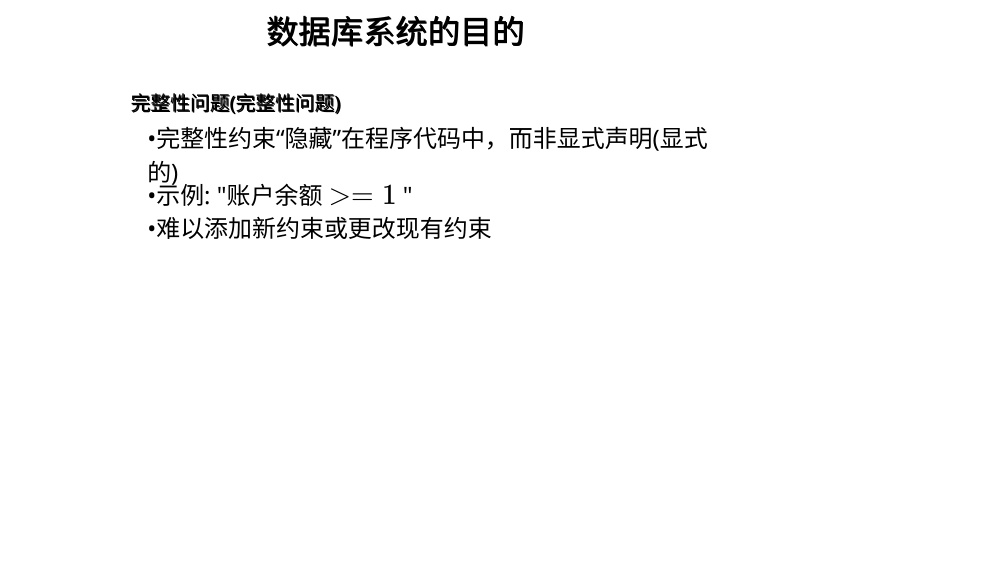 数据库系统的目的
完整性问题(完整性问题)
•完整性约束“隐藏”在程序代码中，而非显式声明(显式
的)
•示例: "账户余额 >= 1 "
•难以添加新约束或更改现有约束